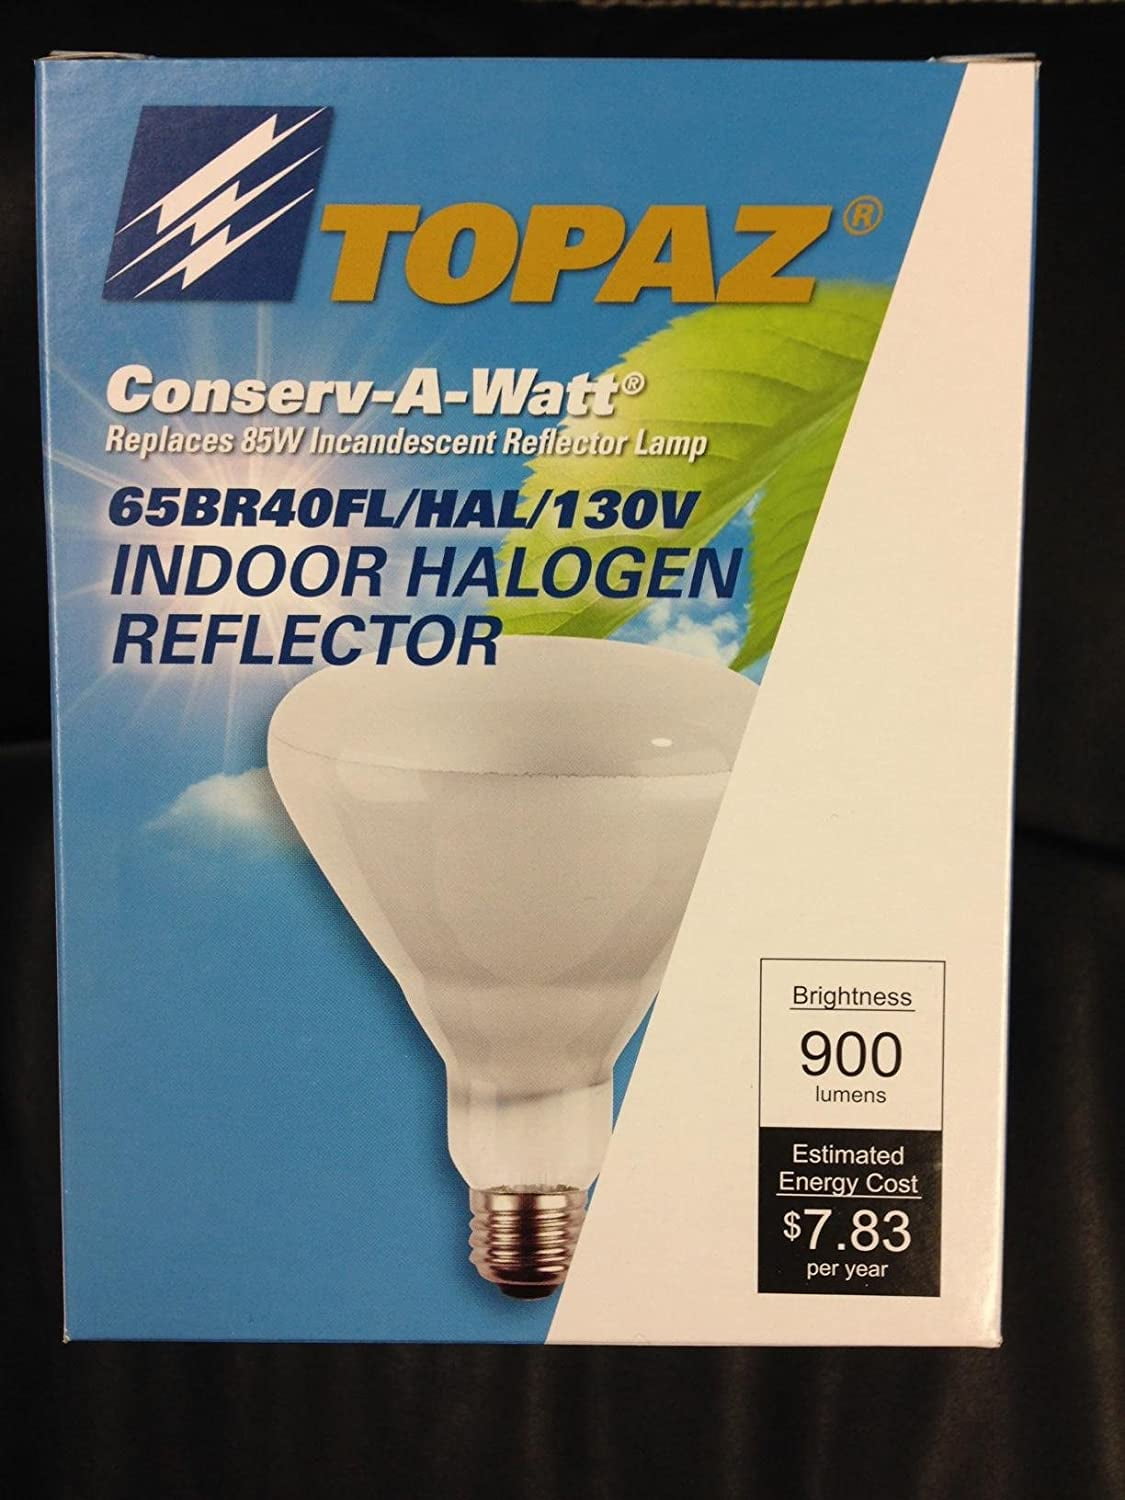 TOPAZ®
Conserv-A-Watt®
Replaces 85W Incandescent Reflector Lamp
65BR40FL/HAL/130V
INDOOR HALOGEN
REFLECTOR
Brightness
900
lumens
Estimated
Energy Cost
$7.83
per year